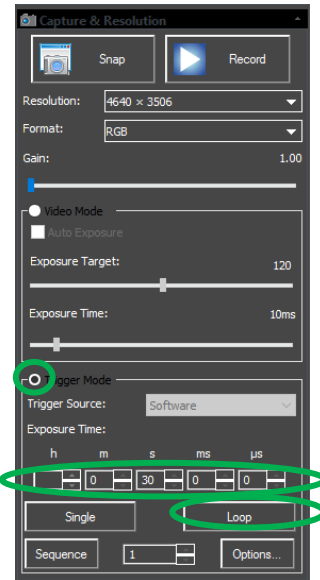 Capture & Resolution
Snap Record
Resolution: 4640 × 3506
Format: RGB
Gain: 1.00
Video Mode
Auto Exposure
Exposure Target: 120
Exposure Time: 10ms
Trigger Mode
Trigger Source: Software
Exposure Time:
h m s ms µs
0 30 0 0
Single Loop
Sequence 1 Options...